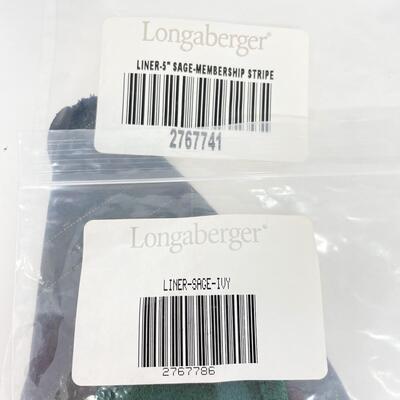 Longaberger®
LINER-5" SAGE-MEMBERSHIP STRIPE
2767741
Longaberger®
LINER-SAGE-IVY
2767786